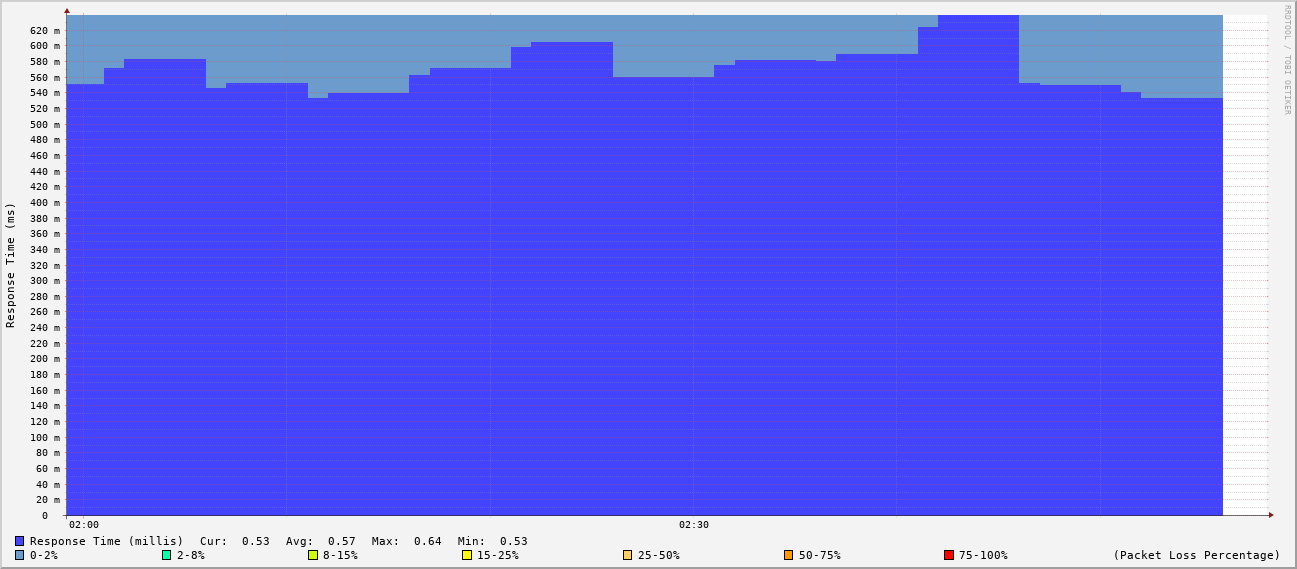 RRDTOOL / TOBI OETIKER
Response Time (ms)
620 m
600 m
580 m
560 m
540 m
520 m
500 m
480 m
460 m
440 m
420 m
400 m
380 m
360 m
340 m
320 m
300 m
280 m
260 m
240 m
220 m
200 m
180 m
160 m
140 m
120 m
100 m
80 m
60 m
40 m
20 m
0
02:00 02:30
Response Time (millis) Cur: 0.53 Avg: 0.57 Max: 0.64 Min: 0.53
0-2% 2-8% 8-15% 15-25% 25-50% 50-75% 75-100% (Packet Loss Percentage)